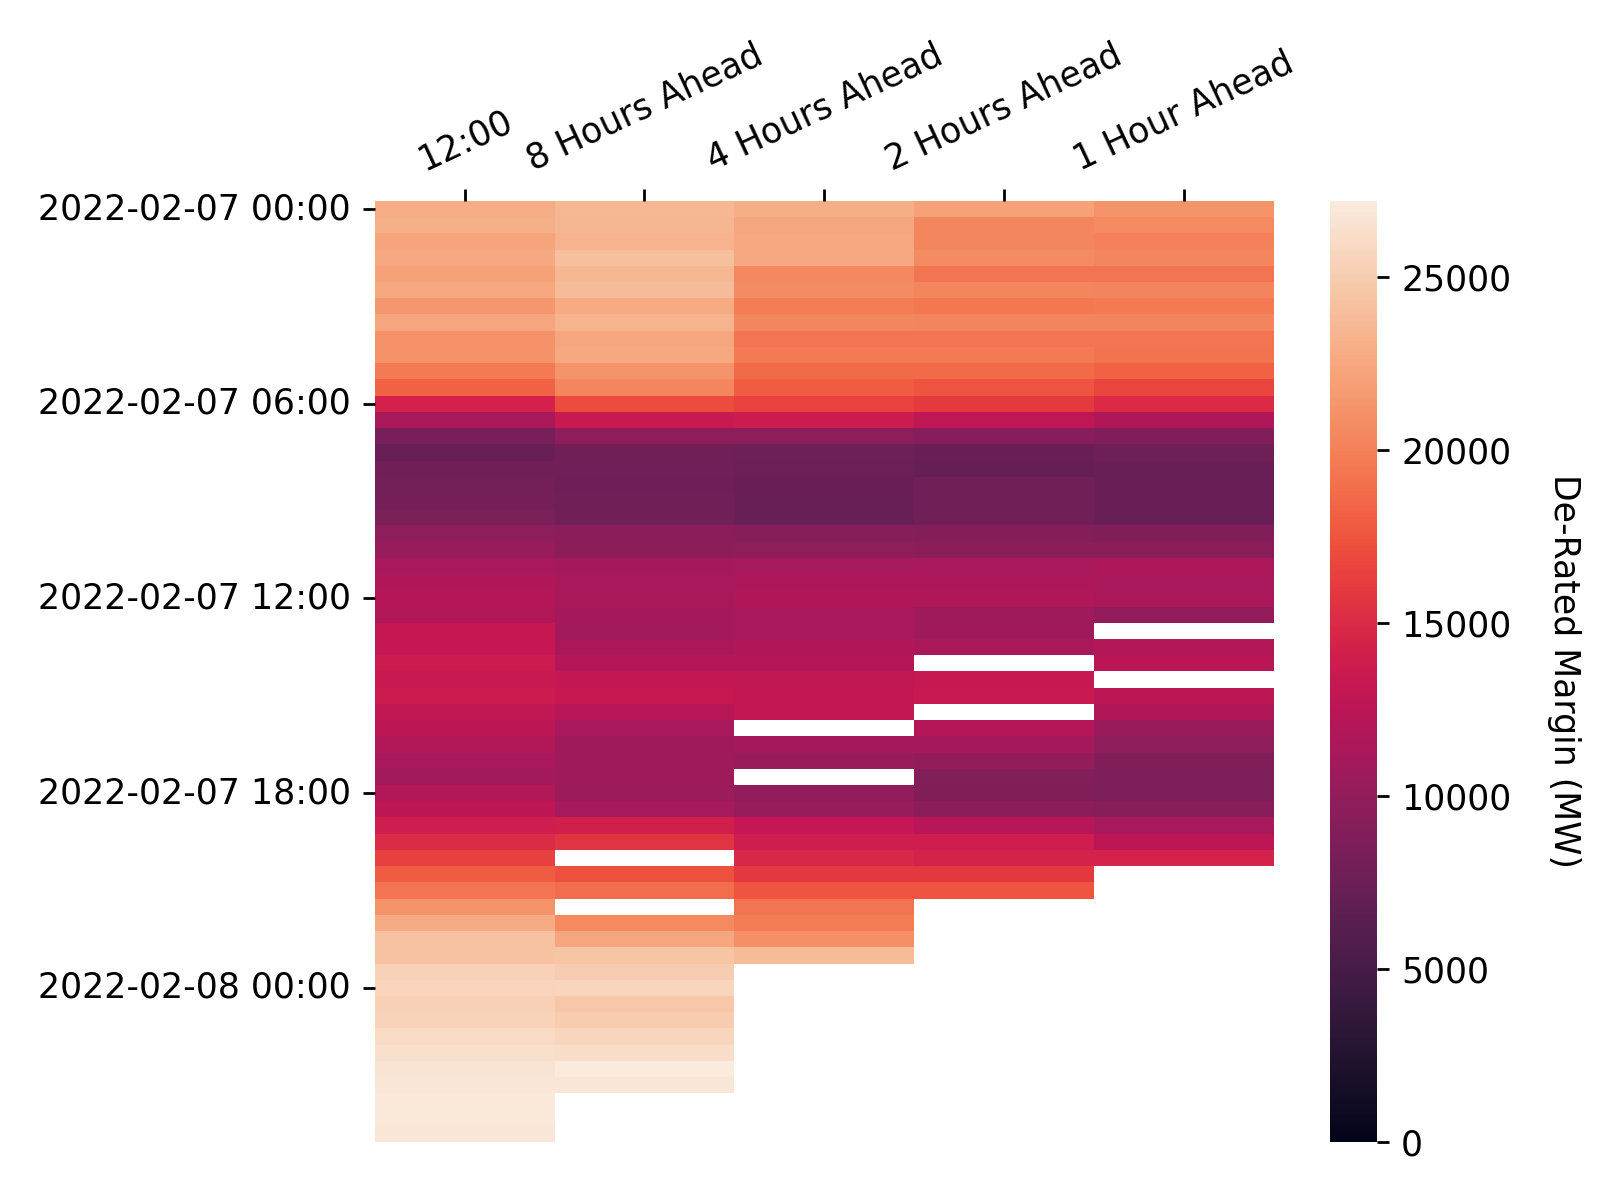 12:00
8 Hours Ahead
4 Hours Ahead
2 Hours Ahead
1 Hour Ahead
2022-02-07 00:00
2022-02-07 06:00
2022-02-07 12:00
2022-02-07 18:00
2022-02-08 00:00
25000
20000
15000
10000
5000
0
De-Rated Margin (MW)